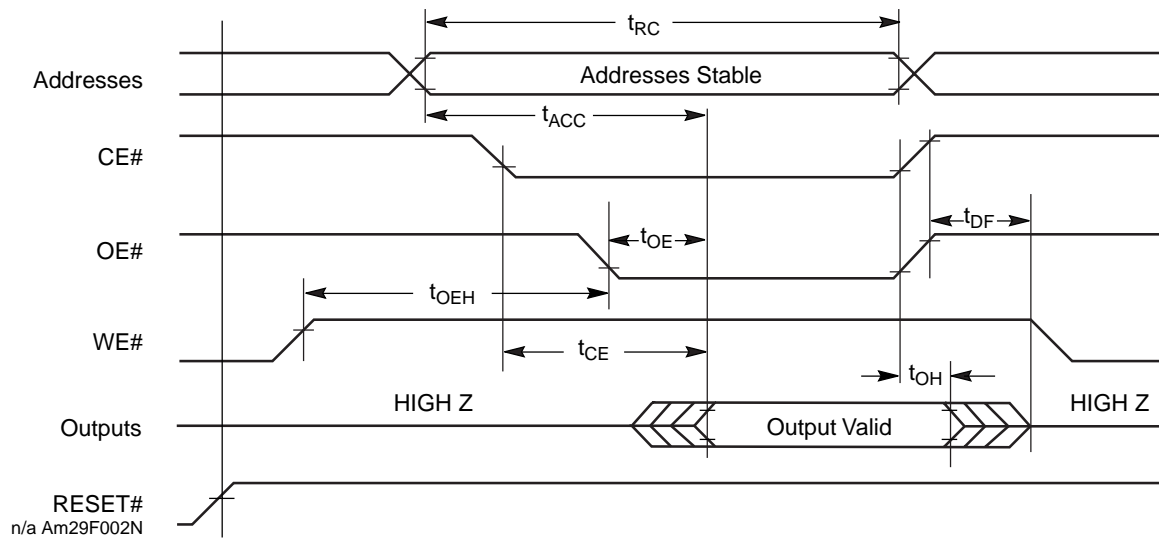 tRC
Addresses
Addresses Stable
tACC
CE#
tDF
OE#
tOE
tOEH
WE#
tCE
tOH
HIGH Z
HIGH Z
Outputs
Output Valid
RESET#
n/a Am29F002N